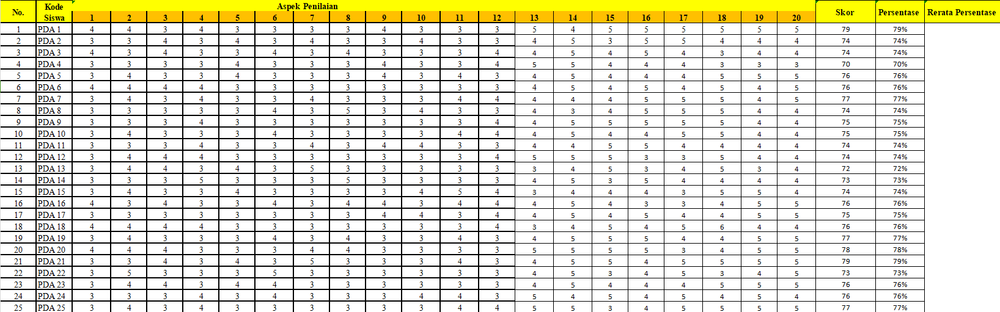 No. Kode Siswa Aspek Penilaian Skor Persentase Rerata Persentase
1 2 3 4 5 6 7 8 9 10 11 12 13 14 15 16 17 18 19 20
1 PDA 1 4 4 3 4 3 3 3 3 4 3 3 3 5 4 5 5 5 5 5 5 79 79%
2 PDA 2 3 3 4 3 4 3 4 3 3 4 3 3 4 5 3 5 5 4 4 4 74 74%
3 PDA 3 4 3 4 3 3 4 3 4 3 3 3 4 4 5 4 5 4 3 4 4 74 74%
4 PDA 4 3 3 3 3 4 3 3 3 4 3 3 4 5 5 4 4 4 3 3 3 70 70%
5 PDA 5 3 4 3 3 4 3 3 3 4 3 4 3 4 5 4 4 4 5 5 5 76 76%
6 PDA 6 4 4 4 4 3 3 3 3 3 3 3 3 4 5 4 5 4 5 4 5 76 76%
7 PDA 7 3 4 3 4 3 3 4 3 3 3 4 4 4 4 4 5 5 5 4 5 77 77%
8 PDA 8 3 3 3 3 3 4 3 5 3 4 3 3 4 3 4 5 5 5 4 4 74 74%
9 PDA 9 3 3 3 4 3 3 3 3 3 3 3 4 4 5 5 5 5 5 4 4 75 75%
10 PDA 10 3 4 3 3 3 4 3 3 3 3 4 4 4 5 4 4 5 5 4 4 75 75%
11 PDA 11 3 3 3 4 3 3 4 3 4 4 3 3 4 4 5 5 4 4 4 4 74 74%
12 PDA 12 3 4 4 4 3 3 3 3 3 3 3 4 5 5 5 3 3 5 4 4 74 74%
13 PDA 13 3 4 4 3 4 3 5 3 3 3 3 3 3 4 5 3 4 5 3 4 72 72%
14 PDA 14 3 3 3 5 3 3 3 5 3 3 3 3 4 5 3 5 4 4 4 4 73 73%
15 PDA 15 3 4 3 3 4 3 3 3 3 4 5 4 3 4 4 4 3 5 5 4 74 74%
16 PDA 16 4 3 4 3 3 4 3 4 4 3 4 4 4 5 4 3 3 4 5 5 76 76%
17 PDA 17 3 3 3 3 3 3 3 3 4 4 3 4 4 5 4 5 4 4 5 5 75 75%
18 PDA 18 4 4 4 4 3 3 3 3 3 3 3 4 3 4 5 4 5 6 4 4 76 76%
19 PDA 19 3 4 3 3 3 4 3 4 3 3 4 3 4 5 5 5 4 4 5 5 77 77%
20 PDA 20 4 4 4 3 3 3 4 4 3 3 3 3 5 5 5 5 3 4 5 5 78 78%
21 PDA 21 3 3 4 3 4 3 5 3 3 3 4 3 4 5 5 4 5 5 5 5 79 79%
22 PDA 22 3 5 3 3 3 5 3 3 3 3 3 3 4 5 3 4 5 3 4 5 73 73%
23 PDA 23 3 4 4 3 4 4 3 3 3 3 3 3 4 5 4 4 4 5 5 5 76 76%
24 PDA 24 3 3 3 4 3 4 3 3 3 4 4 3 5 4 5 4 5 4 5 4 76 76%
25 PDA 25 3 4 3 4 3 3 3 3 3 3 4 4 5 5 3 4 5 5 5 5 77 77%